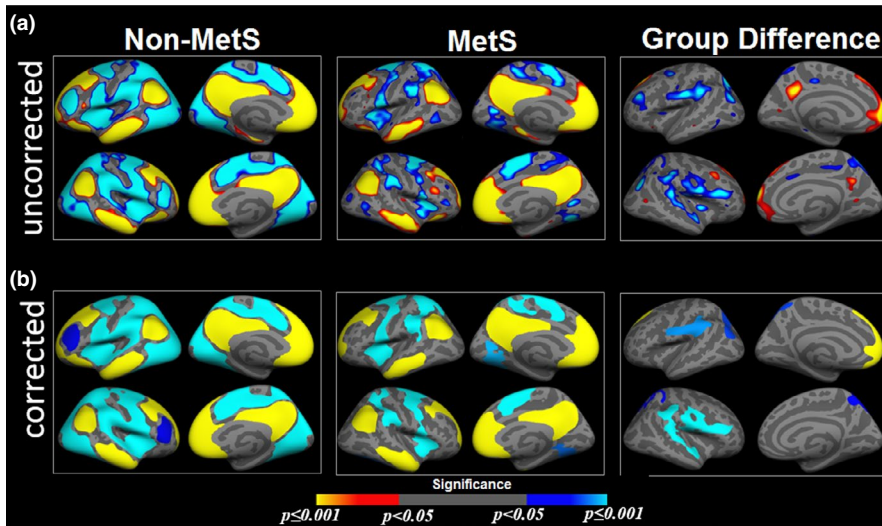 (a)
Non-MetS
MetS
Group Difference
uncorrected
(b)
corrected
Significance
p≤0.001
p<0.05
p<0.05
p≤0.001